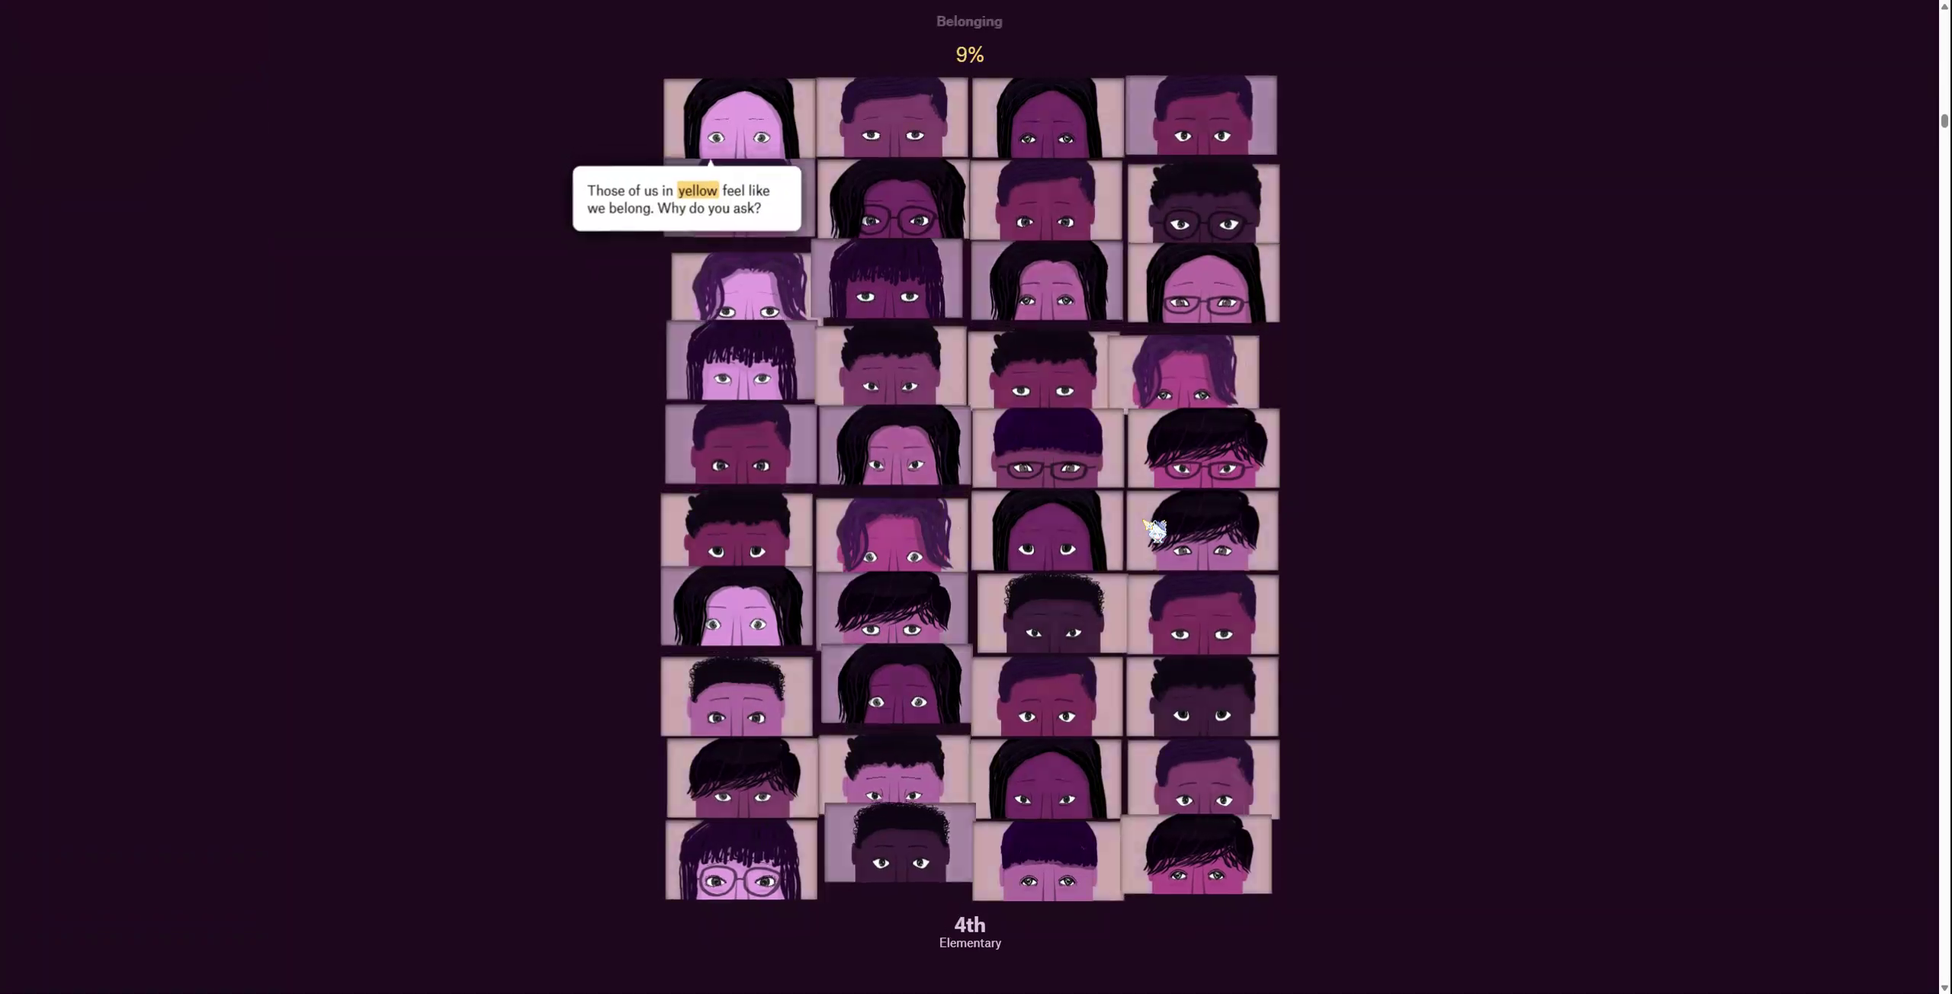 Belonging
9%
Those of us in yellow feel like
we belong. Why do you ask?
4th
Elementary